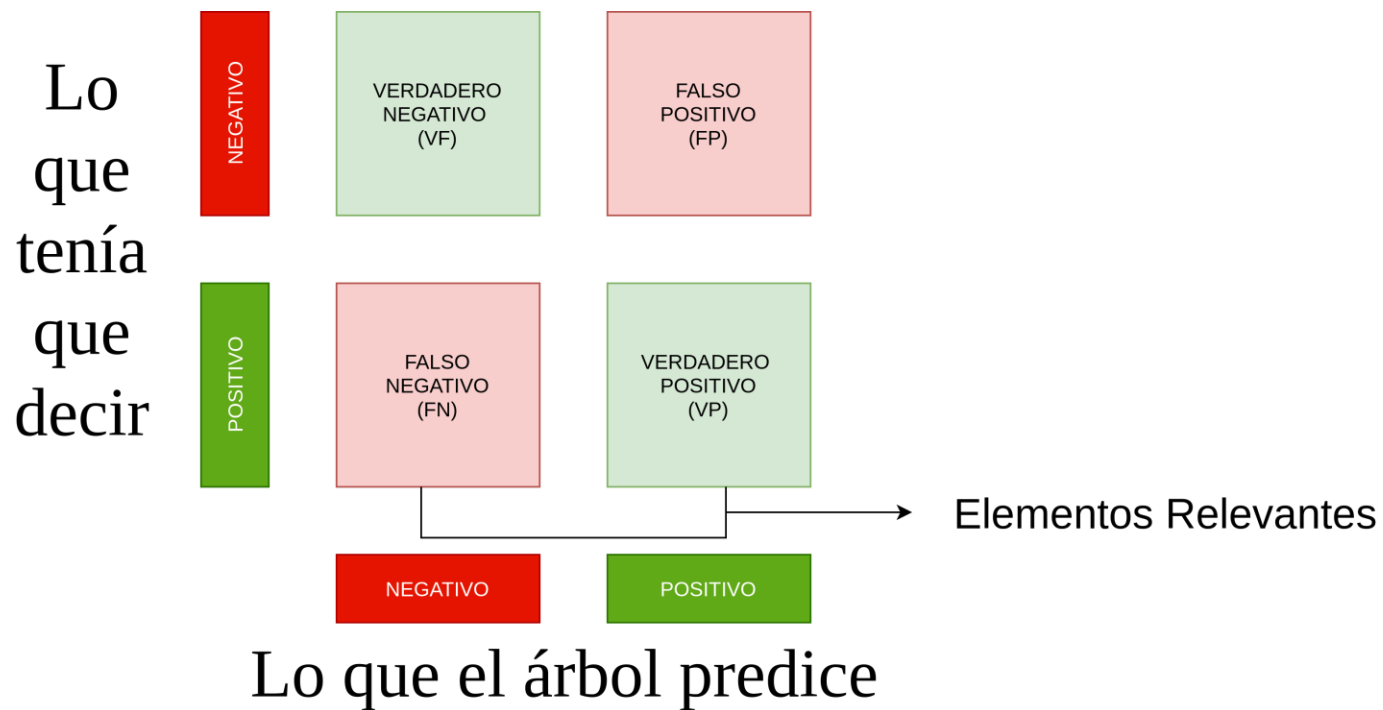 Lo
que
tenía
que
decir
NEGATIVO
VERDADERO
NEGATIVO
(VF)
FALSO
POSITIVO
(FP)
POSITIVO
FALSO
NEGATIVO
(FN)
VERDADERO
POSITIVO
(VP)
Elementos Relevantes
NEGATIVO
POSITIVO
Lo que el árbol predice